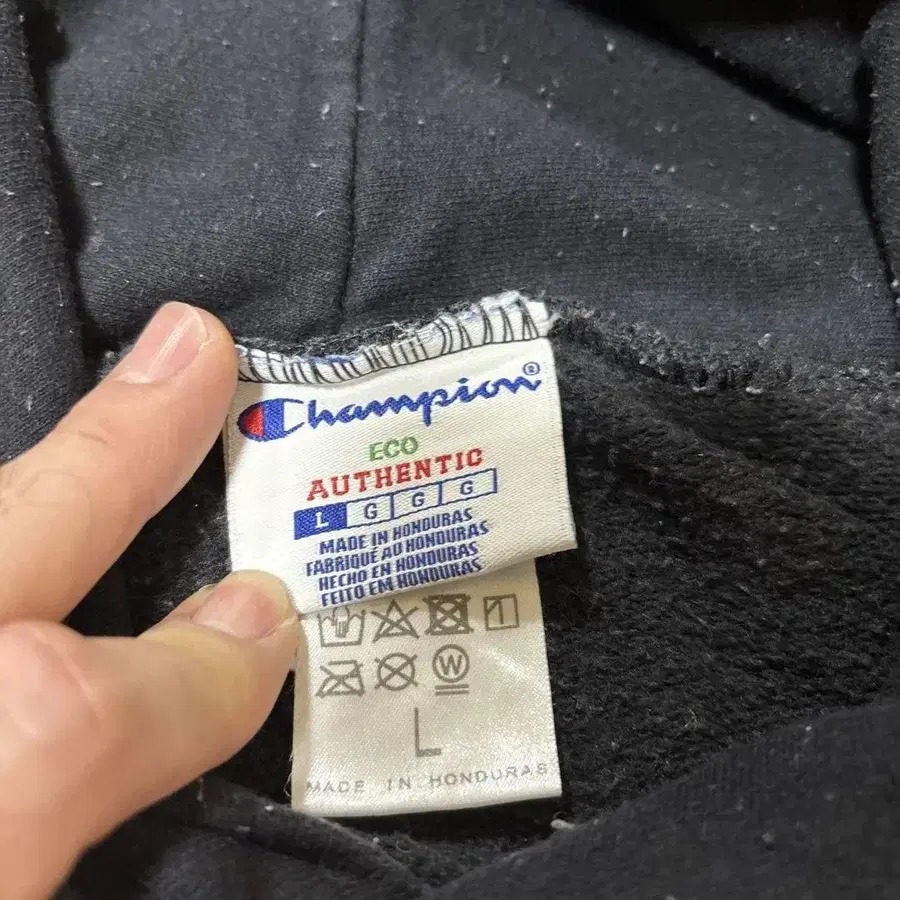 Champion®
ECO
AUTHENTIC
L G G G
MADE IN HONDURAS
FABRIQUÉ AU HONDURAS
HECHO EN HONDURAS
FEITO EM HONDURAS
W
L
MADE IN HONDURAS